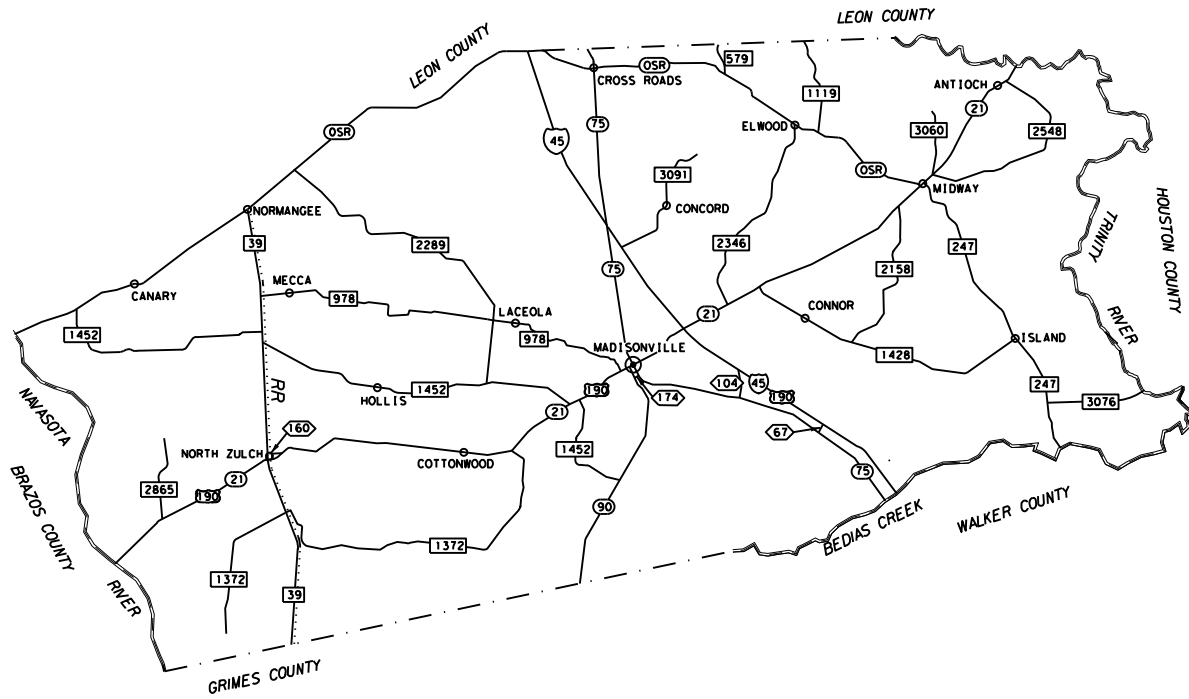 LEON COUNTY
LEON COUNTY
OSR
579
CROSS ROADS
ANTIOCH
1119
21
75
OSR
ELWOOD
3060
2548
45
OSR
3091
MIDWAY
CONCORD
NORMANGEE
HOUSTON COUNTY
TRINITY
RIVER
39
2289
2346
247
75
2158
MECCA
CANARY
978
CONNOR
LACEOLA
21
1452
978
ISLAND
MADISONVILLE
1428
RR
104
45
190
247
HOLLIS
1452
190
174
3076
NAVASOTA
RIVER
21
160
67
NORTH ZULCH
1452
COTTONWOOD
21
75
2865
190
BRAZOS COUNTY
90
BEDIAS CREEK
WALKER COUNTY
1372
1372
39
GRIMES COUNTY